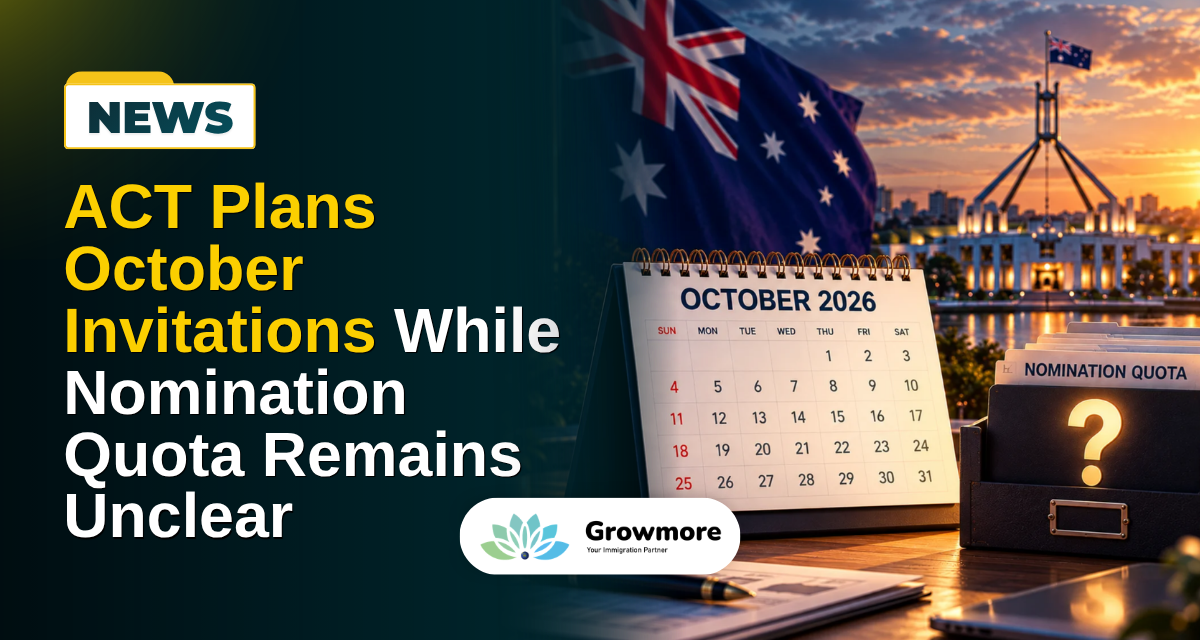 NEWS
ACT Plans
October
Invitations While
Nomination
Quota Remains
Unclear
OCTOBER 2026
SUN MON TUE WED THU FRI SAT
1 2 3
4 5 6 7 8 9 10
11 12 13 14 15 16 17
18 19 20 21 22 23 24
25 26 27 28 29 30 31
NOMINATION QUOTA
?
Growmore
Your Immigration Partner